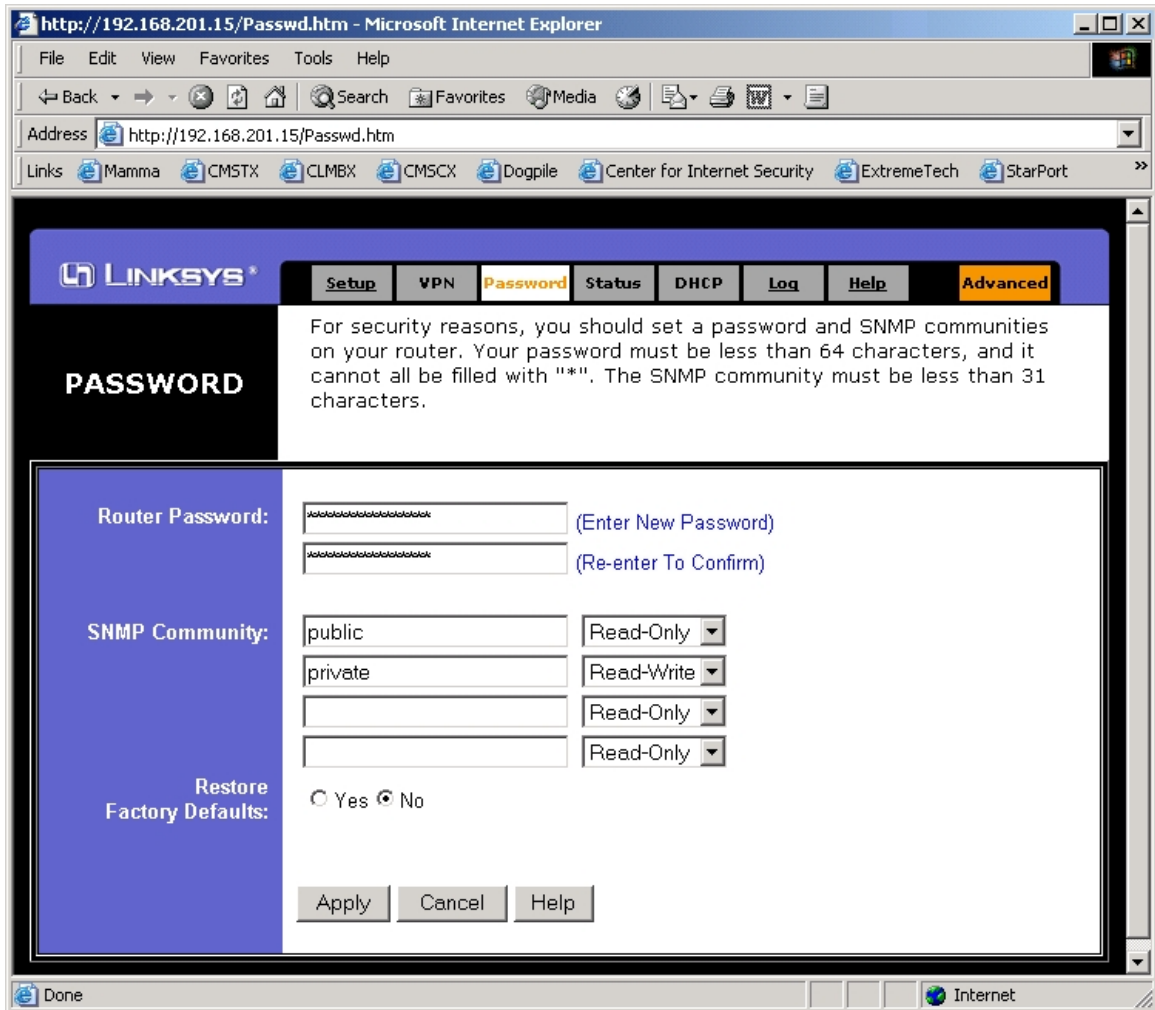 http://192.168.201.15/Passwd.htm - Microsoft Internet Explorer
File Edit View Favorites Tools Help
Back Search Favorites Media
Address http://192.168.201.15/Passwd.htm
Links Mamma CMSTX CLMBX CMSCX Dogpile Center for Internet Security ExtremeTech StarPort »
LINKSYS®
Setup VPN Password Status DHCP Log Help Advanced
PASSWORD
For security reasons, you should set a password and SNMP communities
on your router. Your password must be less than 64 characters, and it
cannot all be filled with "*". The SNMP community must be less than 31
characters.
Router Password: (Enter New Password)
(Re-enter To Confirm)
SNMP Community: public Read-Only
private Read-Write
Read-Only
Read-Only
Restore
Factory Defaults: Yes No
Apply Cancel Help
Done Internet